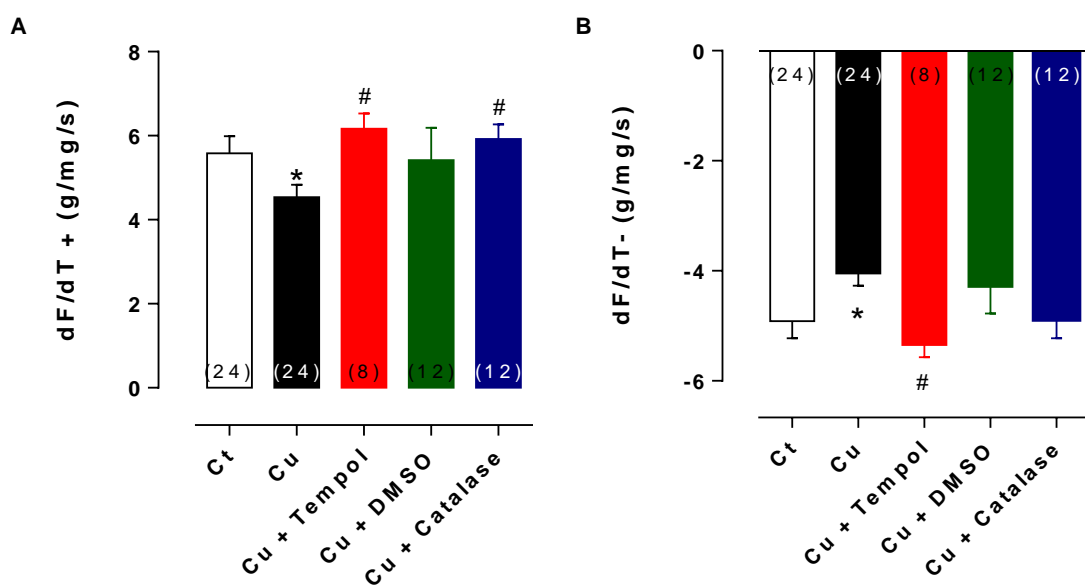 A
dF/dT + (g/mg/s)
8
6
4
2
0
*
#
#
(24)
(24)
(8)
(12)
(12)
Ct
Cu
Cu + Tempol
Cu + DMSO
Cu + Catalase
B
dF/dT- (g/mg/s)
0
-2
-4
-6
(24)
(24)
(8)
(12)
(12)
*
#
Ct
Cu
Cu + Tempol
Cu + DMSO
Cu + Catalase